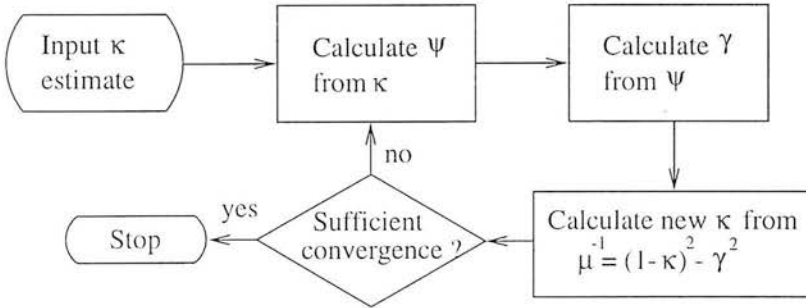 Input κ
estimate
Calculate Ψ
from κ
Calculate γ
from Ψ
no
yes
Stop
Sufficient
convergence ?
Calculate new κ from
μ⁻¹= (1-κ)² - γ²